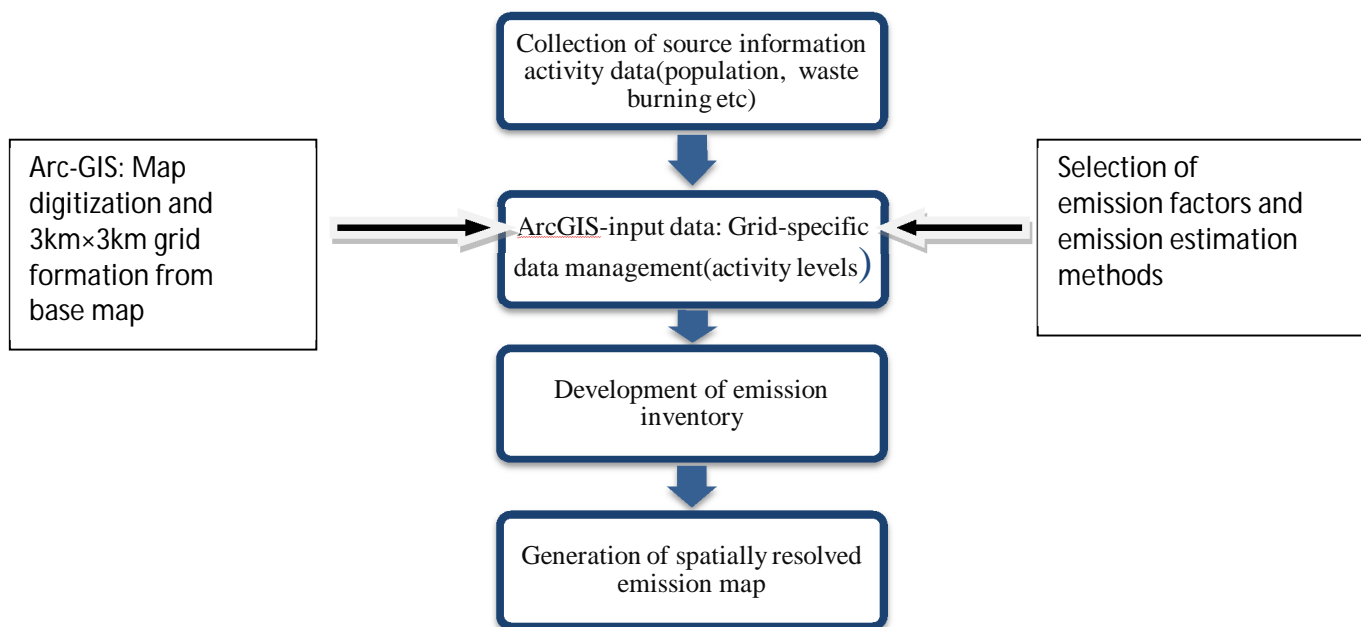 Collection of source information
activity data(population, waste
burning etc)
Arc-GIS: Map
digitization and
3km×3km grid
formation from
base map
ArcGIS-input data: Grid-specific
data management(activity levels)
Selection of
emission factors and
emission estimation
methods
Development of emission
inventory
Generation of spatially resolved
emission map